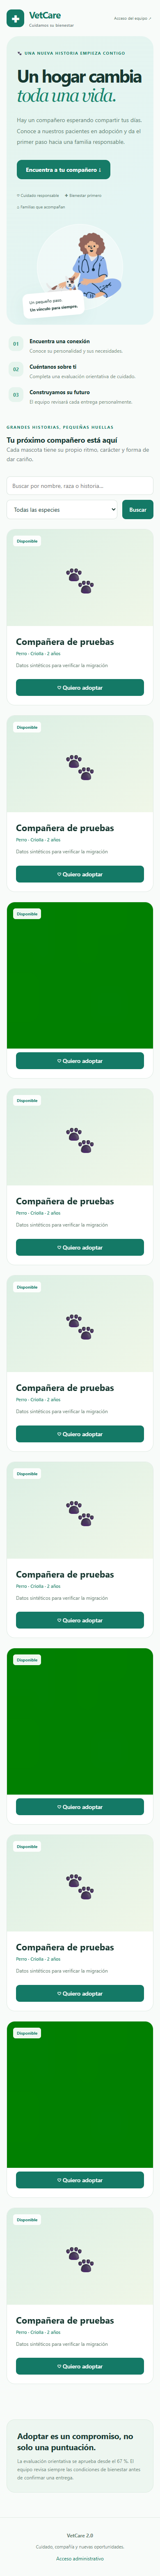 VetCare
Cuidamos su bienestar
Acceso del equipo
UNA NUEVA HISTORIA EMPIEZA CONTIGO
Un hogar cambia
toda una vida.
Hay un compañero esperando compartir tus días.
Conoce a nuestros pacientes en adopción y da el
primer paso hacia una familia responsable.
Encuentra a tu compañero ↓
Cuidado responsable
Bienestar primero
Familias que acompañan
Un pequeño paso.
Un vínculo para siempre.
01
Encuentra una conexión
Conoce su personalidad y sus necesidades.
02
Cuéntanos sobre ti
Completa una evaluación orientativa de cuidado.
03
Construyamos su futuro
El equipo revisará cada entrega personalmente.
GRANDES HISTORIAS, PEQUEÑAS HUELLAS
Tu próximo compañero está aquí
Cada mascota tiene su propio ritmo, carácter y forma de
dar cariño.
Buscar por nombre, raza o historia...
Todas las especies
Buscar
Disponible
Compañera de pruebas
Perro · Criolla · 2 años
Datos sintéticos para verificar la migración
♡ Quiero adoptar
Disponible
Compañera de pruebas
Perro · Criolla · 2 años
Datos sintéticos para verificar la migración
♡ Quiero adoptar
Disponible
♡ Quiero adoptar
Disponible
Compañera de pruebas
Perro · Criolla · 2 años
Datos sintéticos para verificar la migración
♡ Quiero adoptar
Disponible
Compañera de pruebas
Perro · Criolla · 2 años
Datos sintéticos para verificar la migración
♡ Quiero adoptar
Disponible
Compañera de pruebas
Perro · Criolla · 2 años
Datos sintéticos para verificar la migración
♡ Quiero adoptar
Disponible
♡ Quiero adoptar
Disponible
Compañera de pruebas
Perro · Criolla · 2 años
Datos sintéticos para verificar la migración
♡ Quiero adoptar
Disponible
♡ Quiero adoptar
Disponible
Compañera de pruebas
Perro · Criolla · 2 años
Datos sintéticos para verificar la migración
♡ Quiero adoptar
Adoptar es un compromiso, no
solo una puntuación.
La evaluación orientativa se aprueba desde el 67 %. El
equipo revisa siempre las condiciones de bienestar antes
de confirmar una entrega.
VetCare 2.0
Cuidado, compañía y nuevas oportunidades.
Acceso administrativo